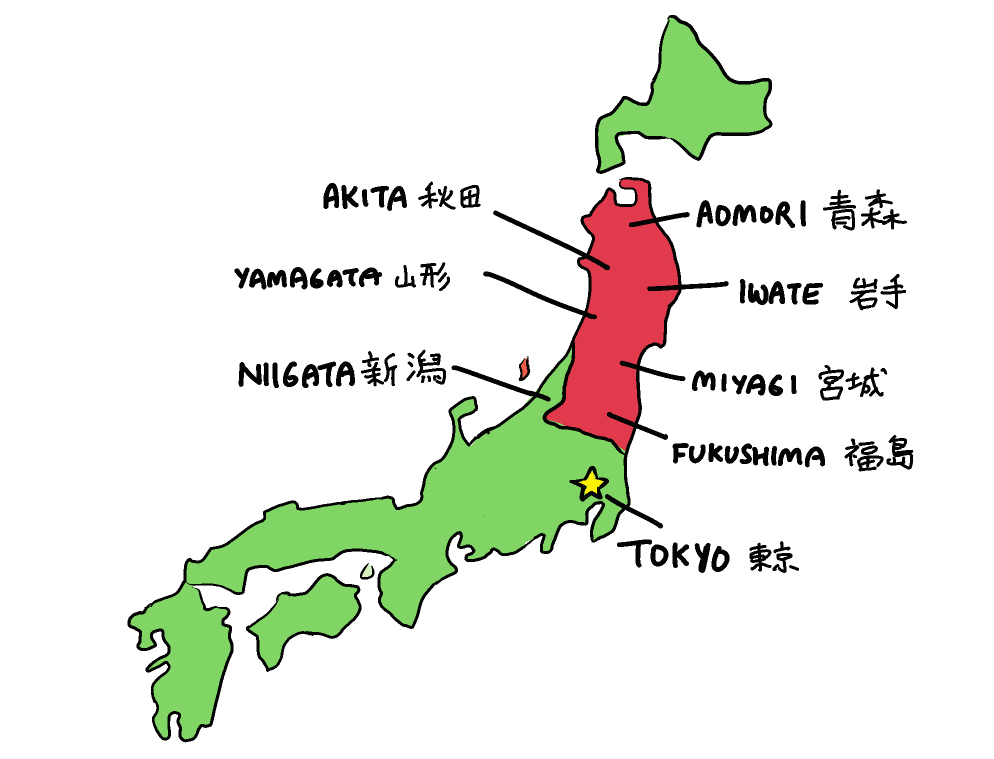 AKITA 秋田
AOMORI 青森
YAMAGATA 山形
IWATE 岩手
NIIGATA 新潟
MIYAGI 宮城
FUKUSHIMA 福島
TOKYO 東京